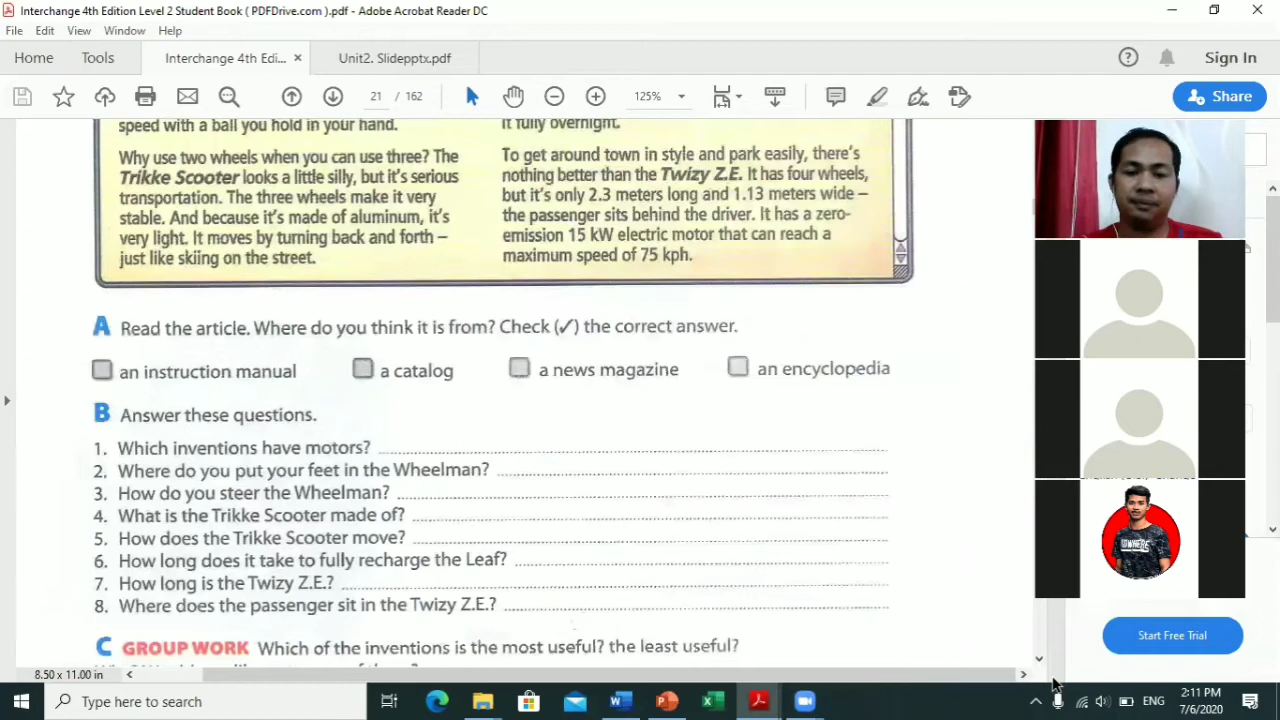 Interchange 4th Edition Level 2 Student Book ( PDFDrive.com ).pdf - Adobe Acrobat Reader DC
File Edit View Window Help
Home Tools Interchange 4th Edi... × Unit2. Slidepptx.pdf Sign In
21 / 162 125% Share
speed with a ball you hold in your hand.
Why use two wheels when you can use three? The
Trikke Scooter looks a little silly, but it's serious
transportation. The three wheels make it very
stable. And because it's made of aluminum, it's
very light. It moves by turning back and forth –
just like skiing on the street.
it fully overnight.
To get around town in style and park easily, there's
nothing better than the Twizy Z.E. It has four wheels,
but it's only 2.3 meters long and 1.13 meters wide –
the passenger sits behind the driver. It has a zero-
emission 15 kW electric motor that can reach a
maximum speed of 75 kph.
A Read the article. Where do you think it is from? Check (✓) the correct answer.
an instruction manual a catalog a news magazine an encyclopedia
B Answer these questions.
1. Which inventions have motors?
2. Where do you put your feet in the Wheelman?
3. How do you steer the Wheelman?
4. What is the Trikke Scooter made of?
5. How does the Trikke Scooter move?
6. How long does it take to fully recharge the Leaf?
7. How long is the Twizy Z.E.?
8. Where does the passenger sit in the Twizy Z.E.?
C GROUP WORK Which of the inventions is the most useful? the least useful?
NOWHERE
Start Free Trial
8.50 x 11.00 in
Type here to search
ENG
2:11 PM
7/6/2020